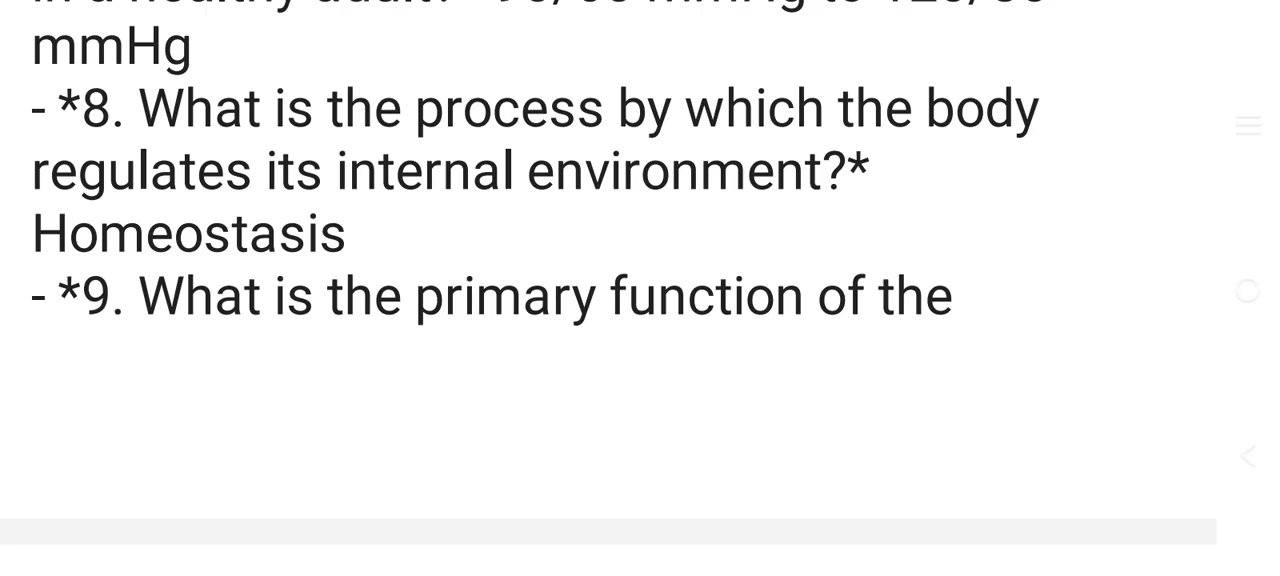 mmHg
- *8. What is the process by which the body
regulates its internal environment?*
Homeostasis
- *9. What is the primary function of the